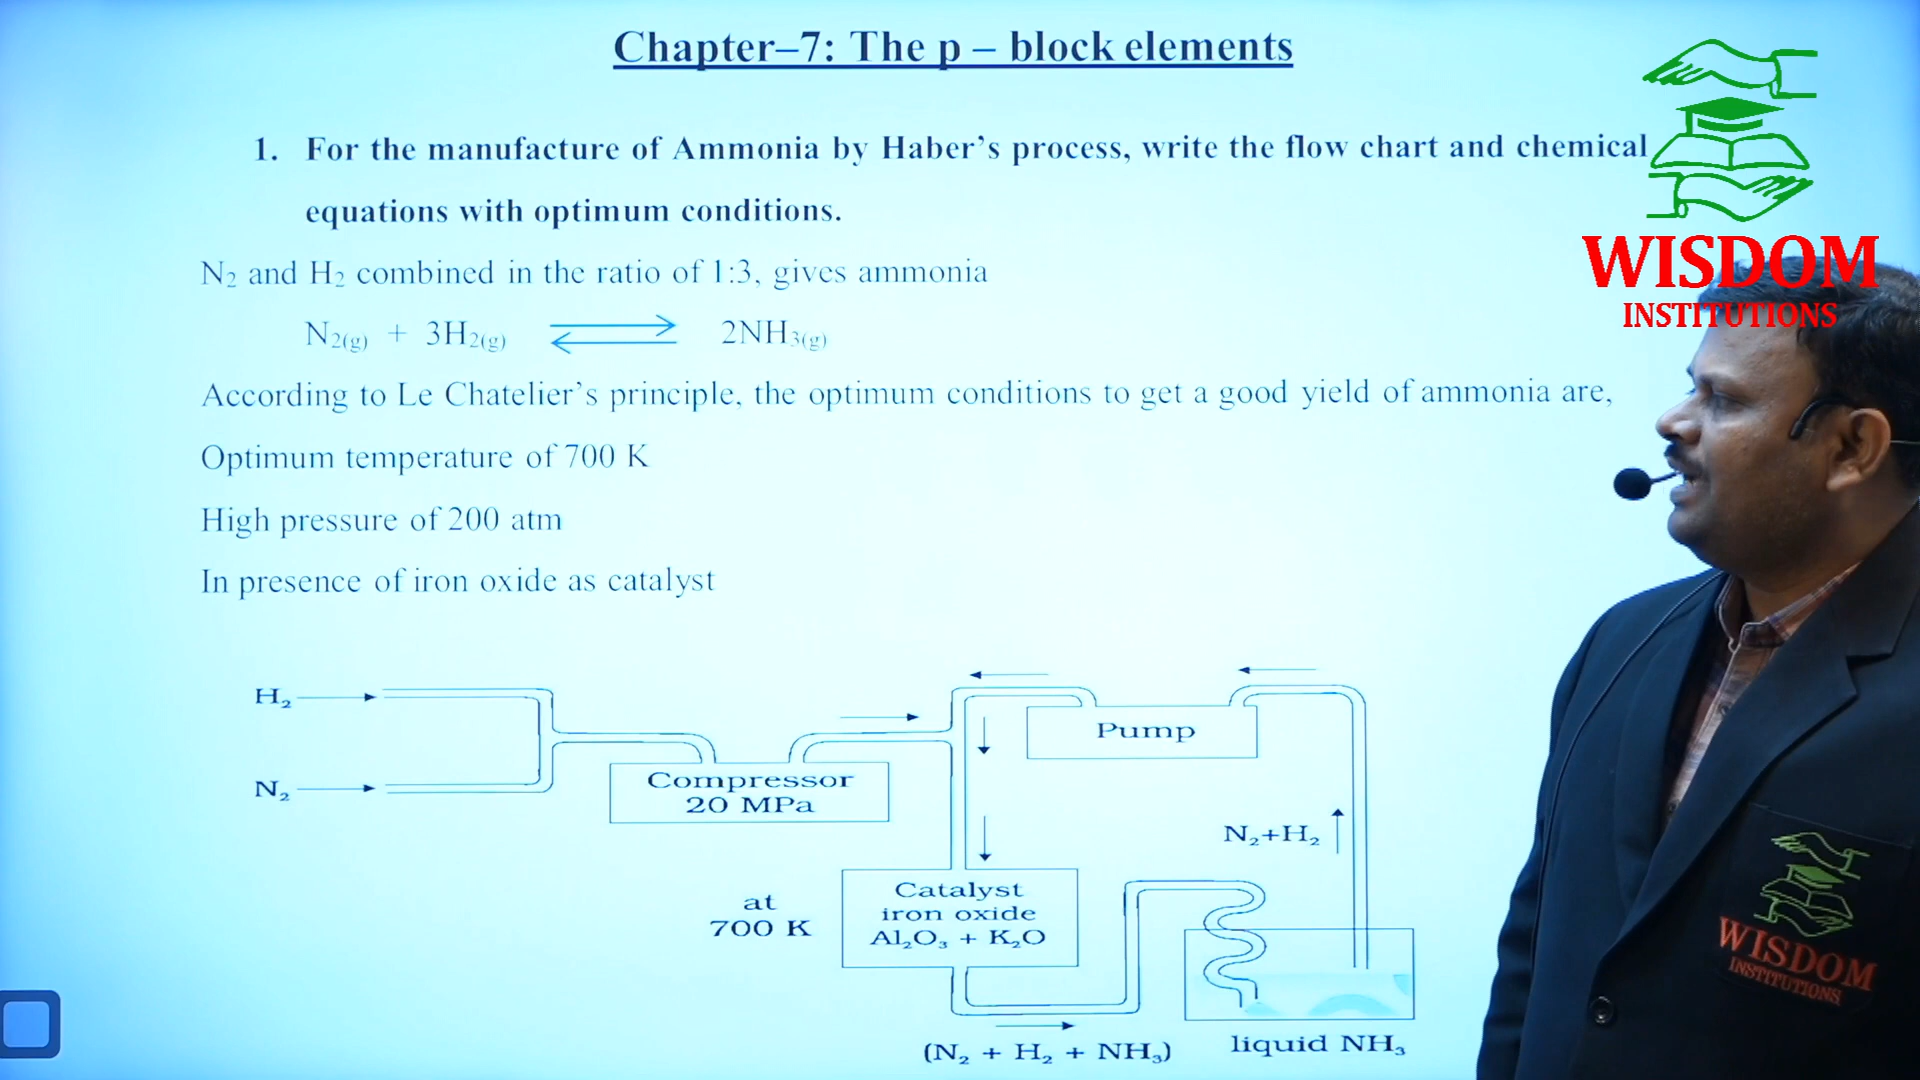 Chapter–7: The p – block elements
1. For the manufacture of Ammonia by Haber’s process, write the flow chart and chemical
equations with optimum conditions.
N₂ and H₂ combined in the ratio of 1:3, gives ammonia
N₂(g) + 3H₂(g) ⇌ 2NH₃(g)
According to Le Chatelier’s principle, the optimum conditions to get a good yield of ammonia are,
Optimum temperature of 700 K
High pressure of 200 atm
In presence of iron oxide as catalyst
H₂
N₂
Compressor
20 MPa
Pump
N₂+H₂
at
700 K
Catalyst
iron oxide
Al₂O₃ + K₂O
(N₂ + H₂ + NH₃)
liquid NH₃
WISDOM
INSTITUTIONS
WISDOM
INSTITUTIONS